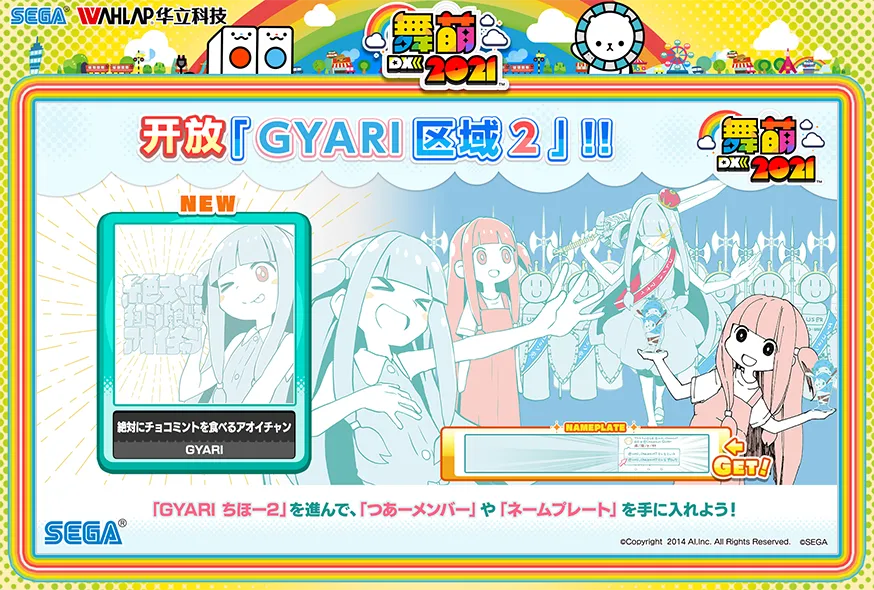 SEGA® WAHLAP华立科技
舞萌
DX 2021™
开放「GYARI 区域 2」!!
舞萌
DX 2021™
NEW
絶対にチョコミントを食べるアオイチャン
GYARI
NAMEPLATE
GET!
「GYARI ちほー2」を進んで、「つあーメンバー」や「ネームプレート」を手に入れよう!
SEGA®
©Copyright 2014 AI,Inc. All Rights Reserved. ©SEGA